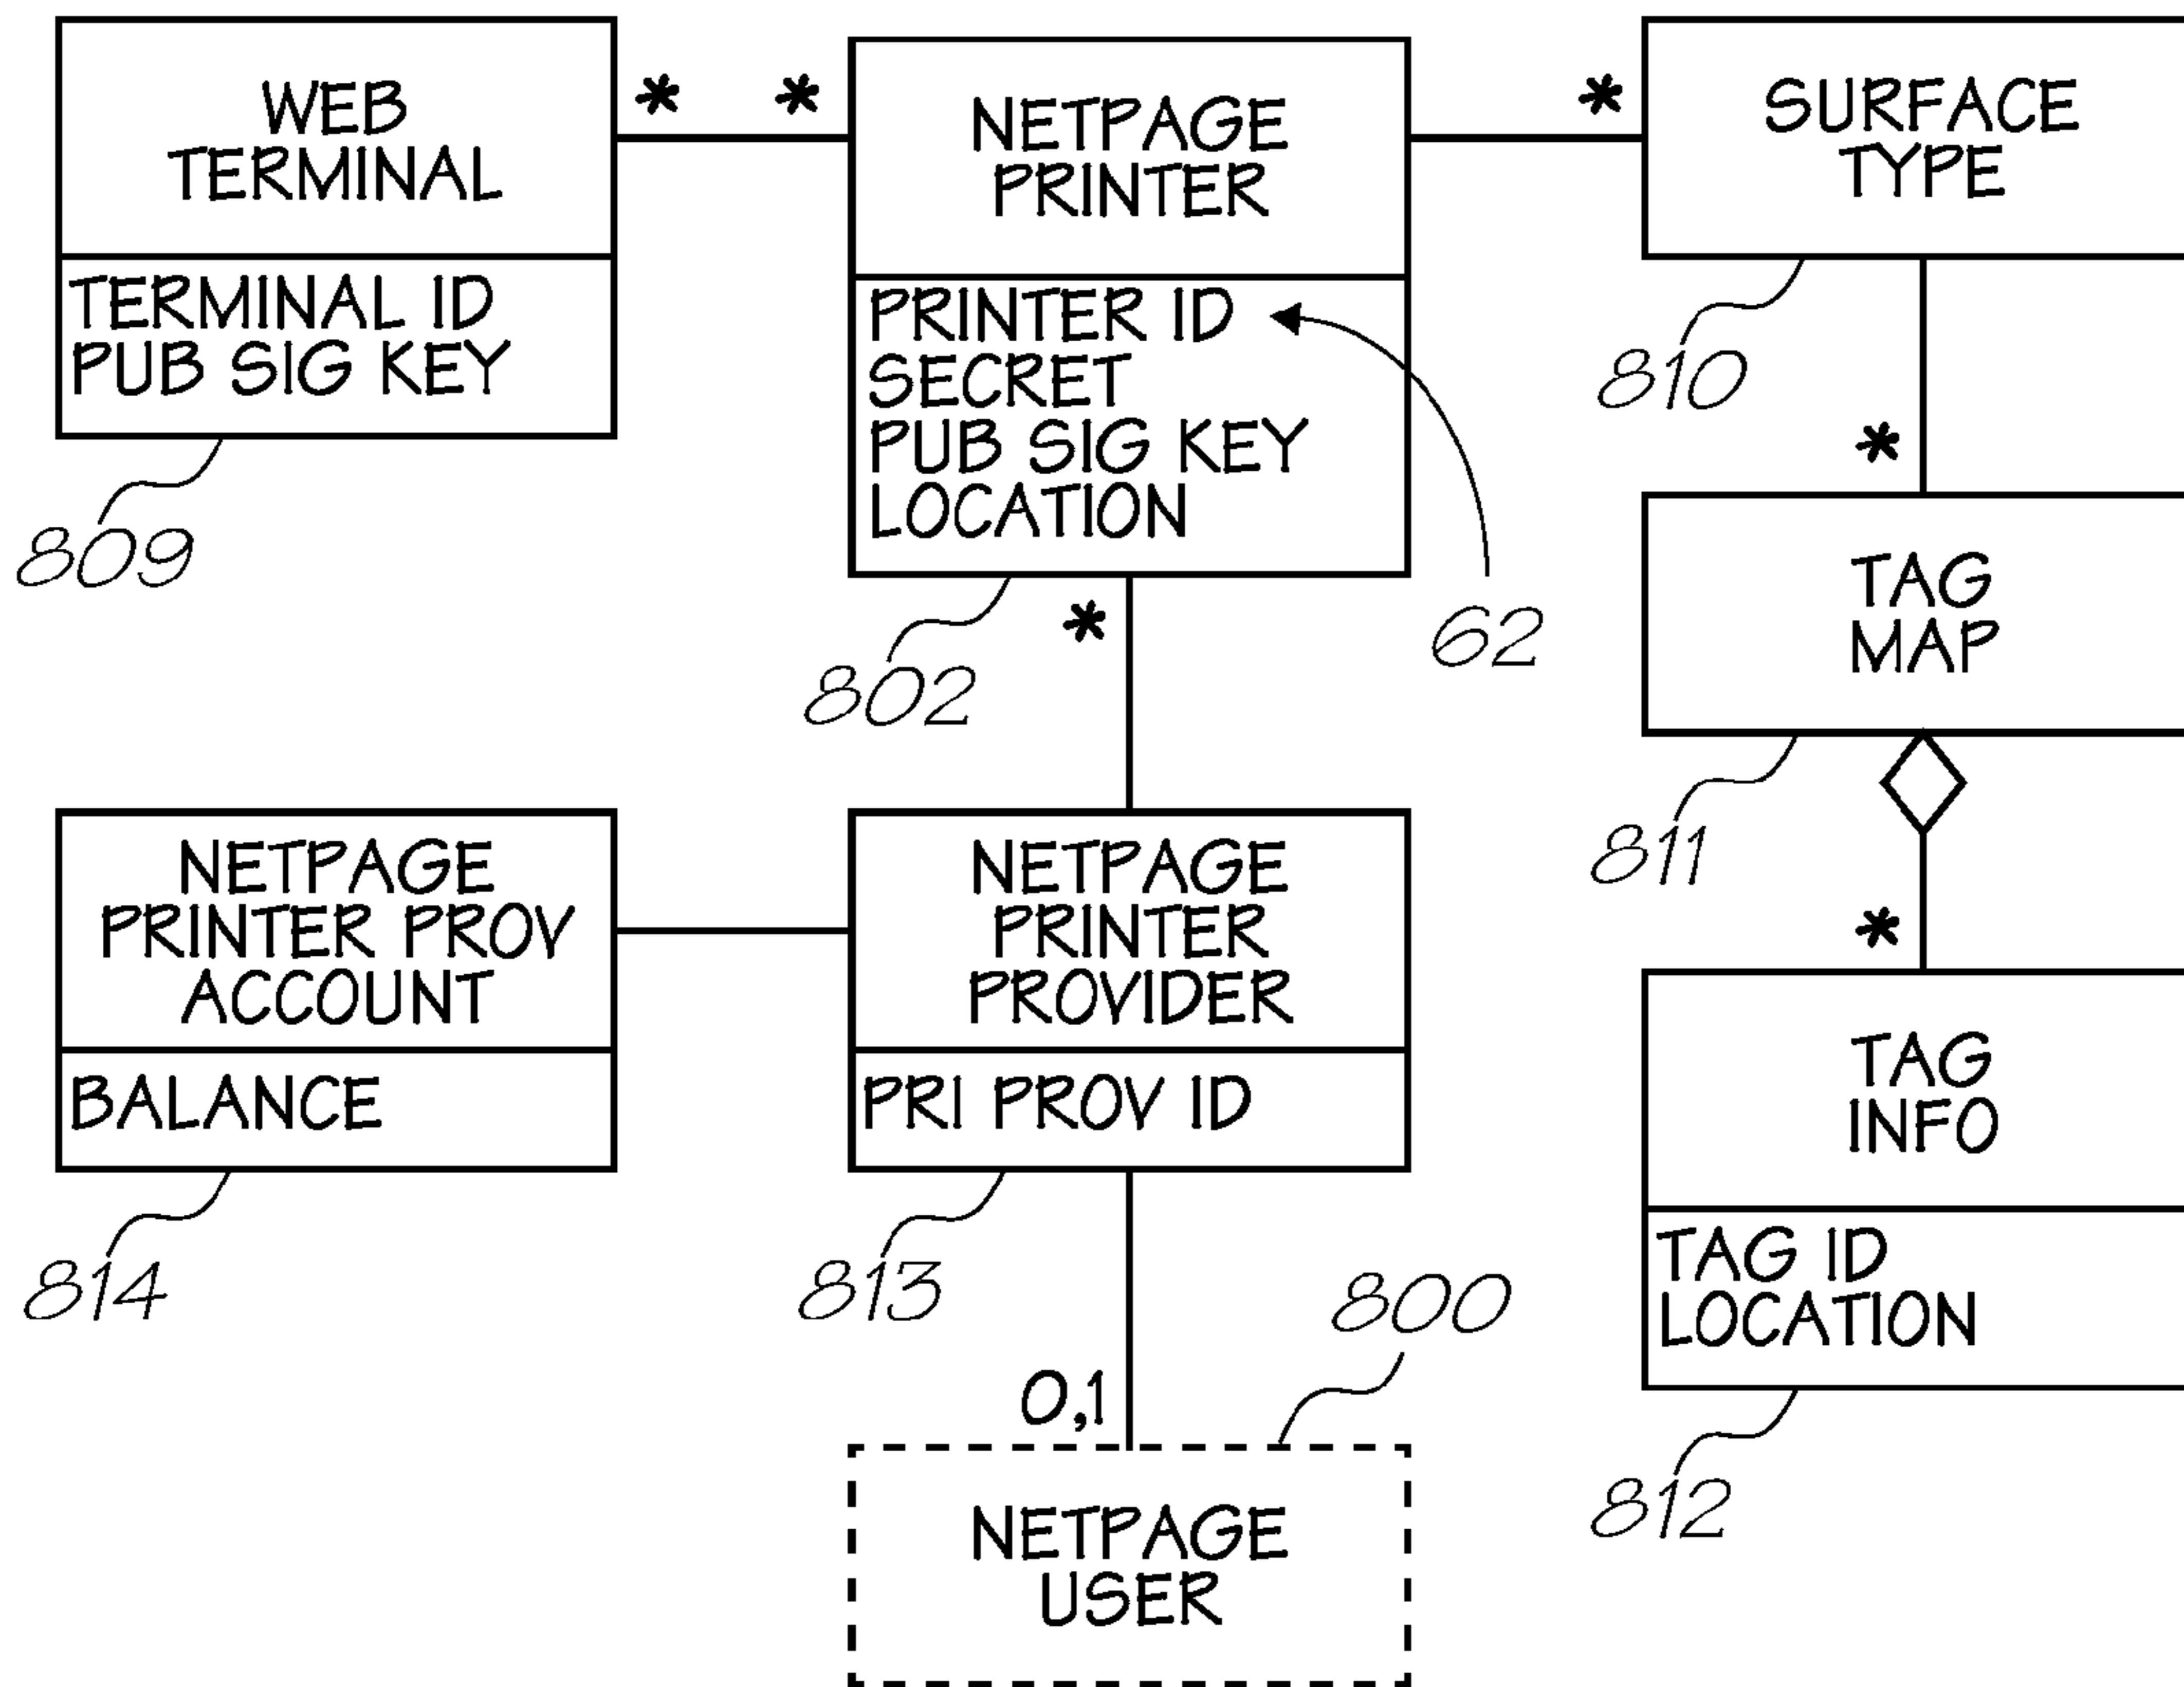 WEB
TERMINAL
TERMINAL ID
PUB SIG KEY
809
*
*
NETPAGE
PRINTER
PRINTER ID
SECRET
PUB SIG KEY
LOCATION
62
802
*
*
SURFACE
TYPE
810
*
TAG
MAP
811
*
TAG
INFO
TAG ID
LOCATION
812
NETPAGE
PRINTER PROV
ACCOUNT
BALANCE
814
NETPAGE
PRINTER
PROVIDER
PRI PROV ID
813
800
0,1
NETPAGE
USER